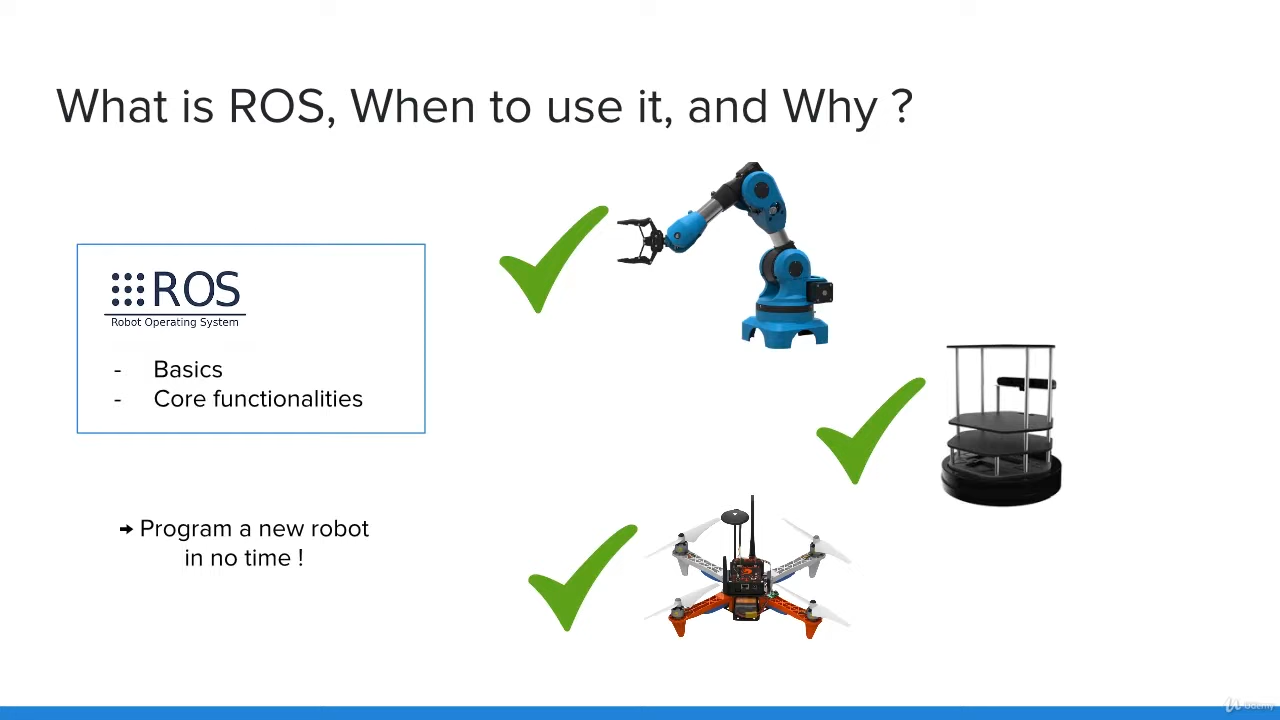 What is ROS, When to use it, and Why ?
ROS
Robot Operating System
- Basics
- Core functionalities
→ Program a new robot
in no time !
udemy